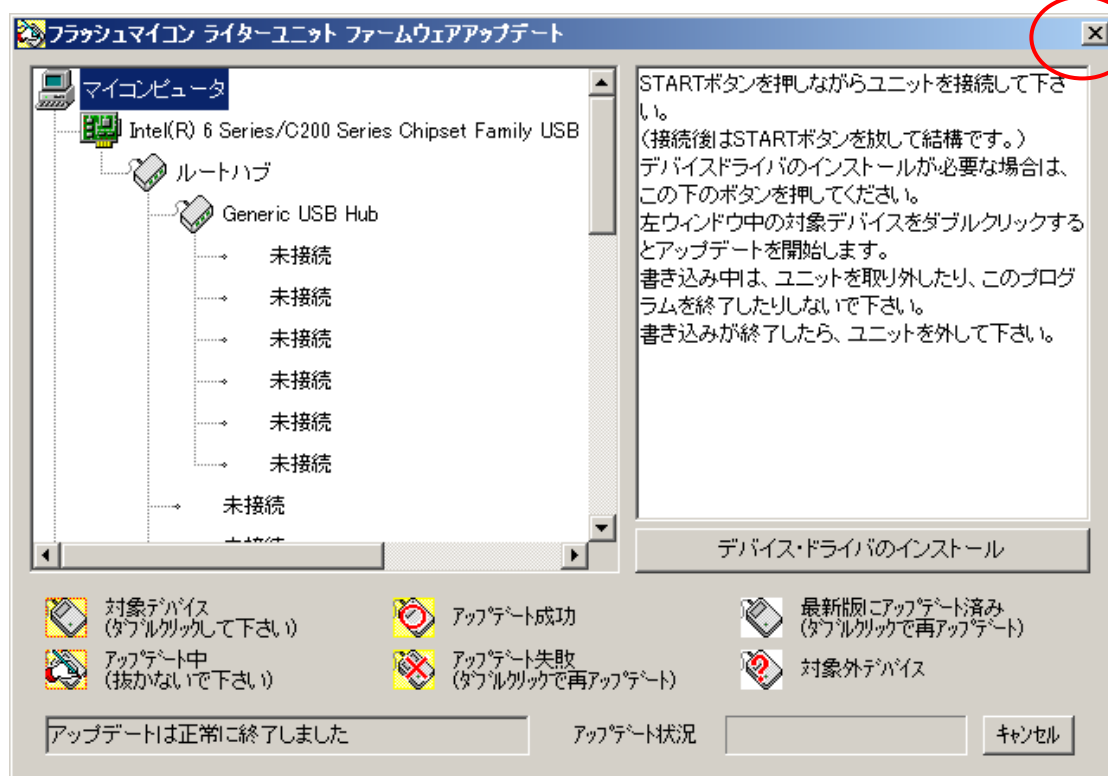 フラッシュマイコン ライターユニット ファームウェアアップデート
マイコンピュータ
Intel(R) 6 Series/C200 Series Chipset Family USB
ルートハブ
Generic USB Hub
未接続
未接続
未接続
未接続
未接続
未接続
未接続
STARTボタンを押しながらユニットを接続して下さ
い。
(接続後はSTARTボタンを放して結構です。)
デバイスドライバのインストールが必要な場合は、
この下のボタンを押してください。
左ウィンドウ中の対象デバイスをダブルクリックする
とアップデートを開始します。
書き込み中は、ユニットを取り外したり、このプログ
ラムを終了したりしないで下さい。
書き込みが終了したら、ユニットを外して下さい。
デバイス・ドライバのインストール
対象デバイス
(ダブルクリックして下さい)
アップデート成功
最新版にアップデート済み
(ダブルクリックで再アップデート)
アップデート中
(抜かないで下さい)
アップデート失敗
(ダブルクリックで再アップデート)
対象外デバイス
アップデートは正常に終了しました
アップデート状況
キャンセル